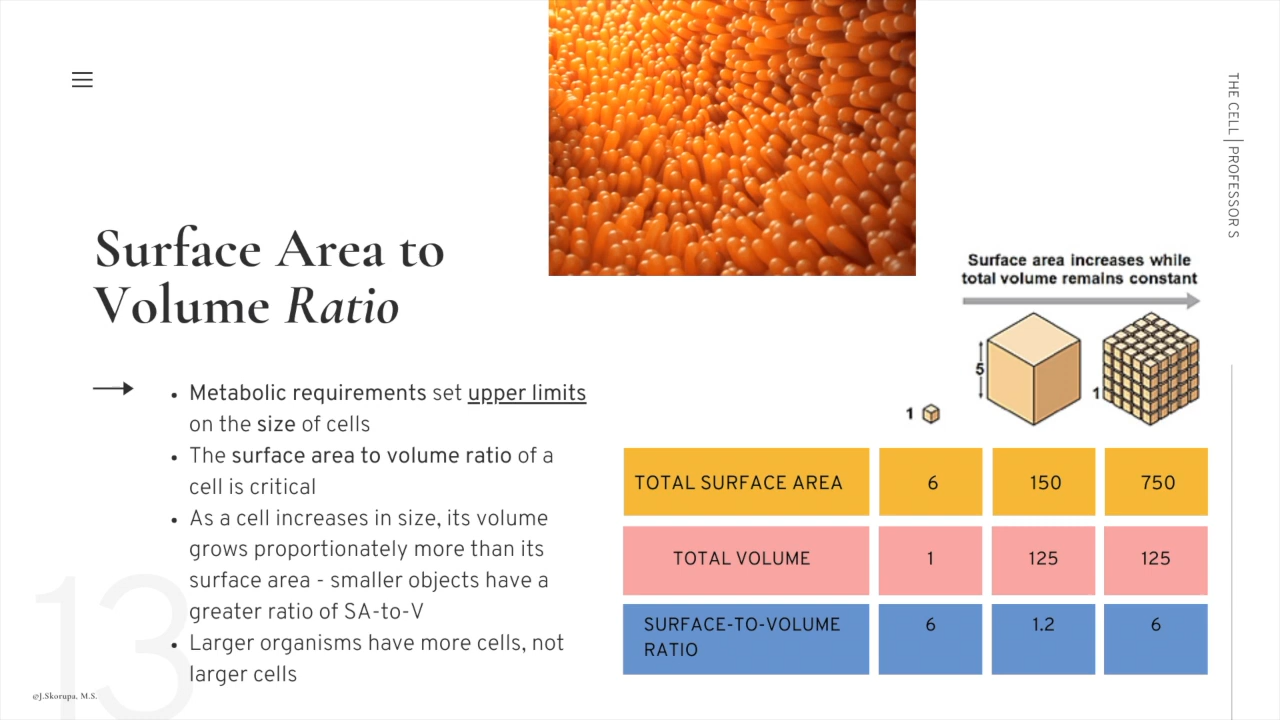 THE CELL | PROFESSORS
Surface Area to
Volume Ratio
• Metabolic requirements set upper limits
on the size of cells
• The surface area to volume ratio of a
cell is critical
• As a cell increases in size, its volume
grows proportionately more than its
surface area - smaller objects have a
greater ratio of SA-to-V
• Larger organisms have more cells, not
larger cells
Surface area increases while
total volume remains constant
5
1
1
TOTAL SURFACE AREA 6 150 750
TOTAL VOLUME 1 125 125
SURFACE-TO-VOLUME
RATIO 6 1.2 6
13
@J.Skorupa, M.S.